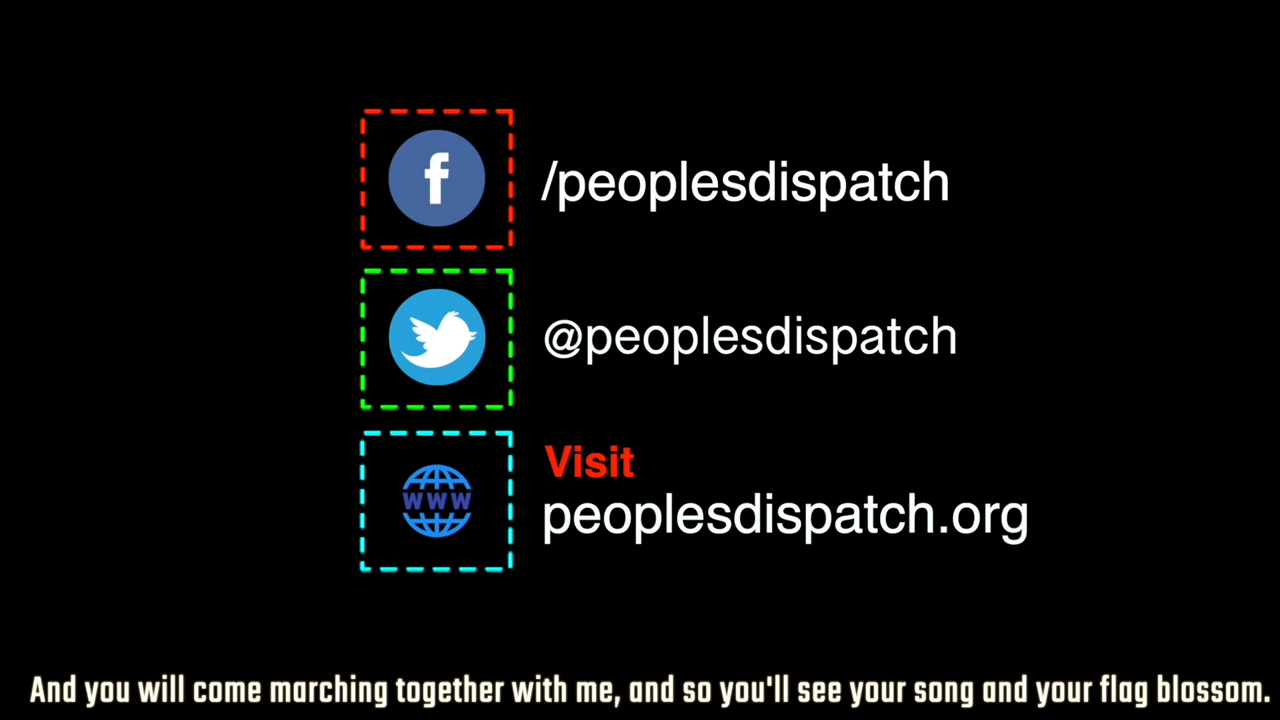 f
/peoplesdispatch
@peoplesdispatch
Visit
www
peoplesdispatch.org
And you will come marching together with me, and so you'll see your song and your flag blossom.